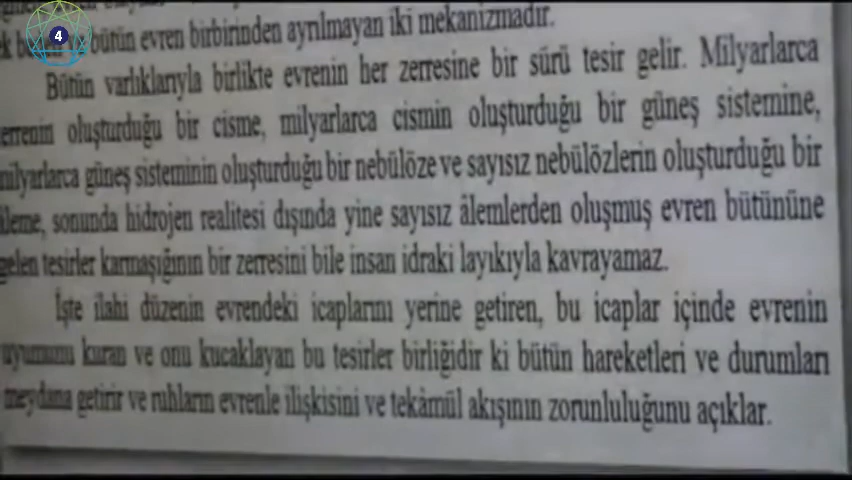 4
bütün evren birbirinden ayrılmayan iki mekanizmadır.
Bütün varlıklarıyla birlikte evrenin her zerresine bir sürü tesir gelir. Milyarlarca
zerrenin oluşturduğu bir cisme, milyarlarca cismin oluşturduğu bir güneş sistemine,
milyarlarca güneş sisteminin oluşturduğu bir nebülöze ve sayısız nebülözlerin oluşturduğu bir
âleme, sonunda hidrojen realitesi dışında yine sayısız âlemlerden oluşmuş evren bütününe
gelen tesirler karmaşığının bir zerresini bile insan idraki layıkıyla kavrayamaz.
İşte ilahi düzenin evrendeki icaplarını yerine getiren, bu icaplar içinde evrenin
uyumunu kuran ve onu kucaklayan bu tesirler birliğidir ki bütün hareketleri ve durumları
meydana getirir ve ruhların evrenle ilişkisini ve tekâmül akışının zorunluluğunu açıklar.